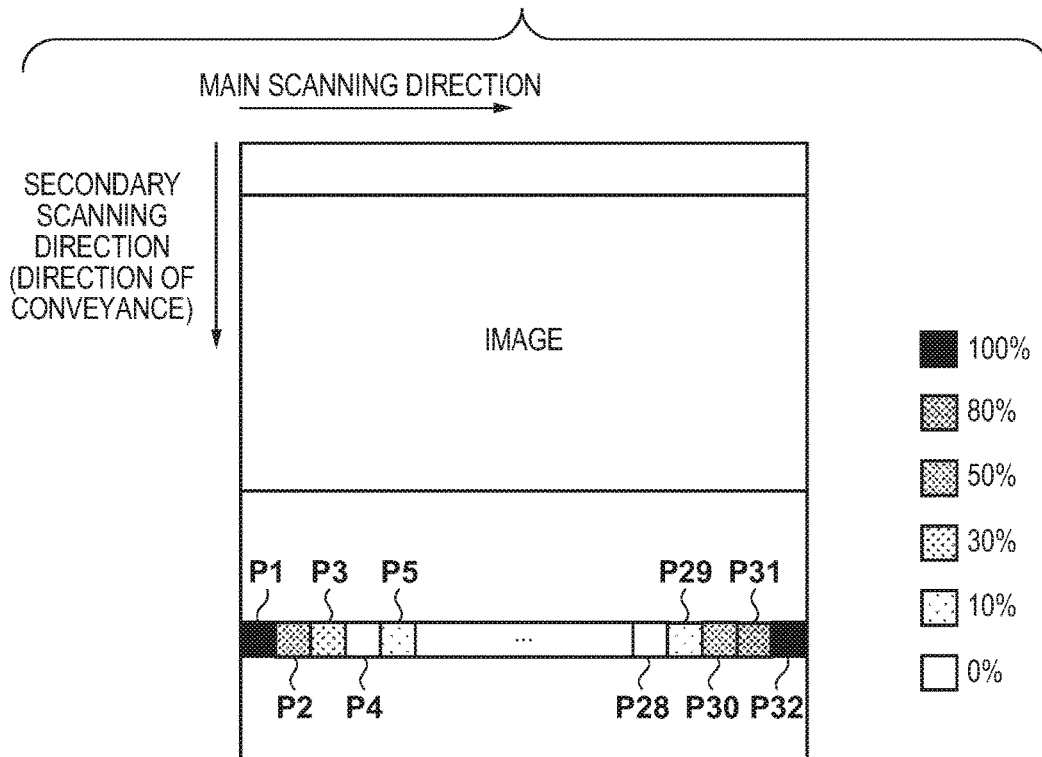 MAIN SCANNING DIRECTION
SECONDARY
SCANNING
DIRECTION
(DIRECTION OF
CONVEYANCE)
IMAGE
100%
80%
50%
30%
10%
0%
P1 P3 P5 P29 P31
...
P2 P4 P28 P30 P32